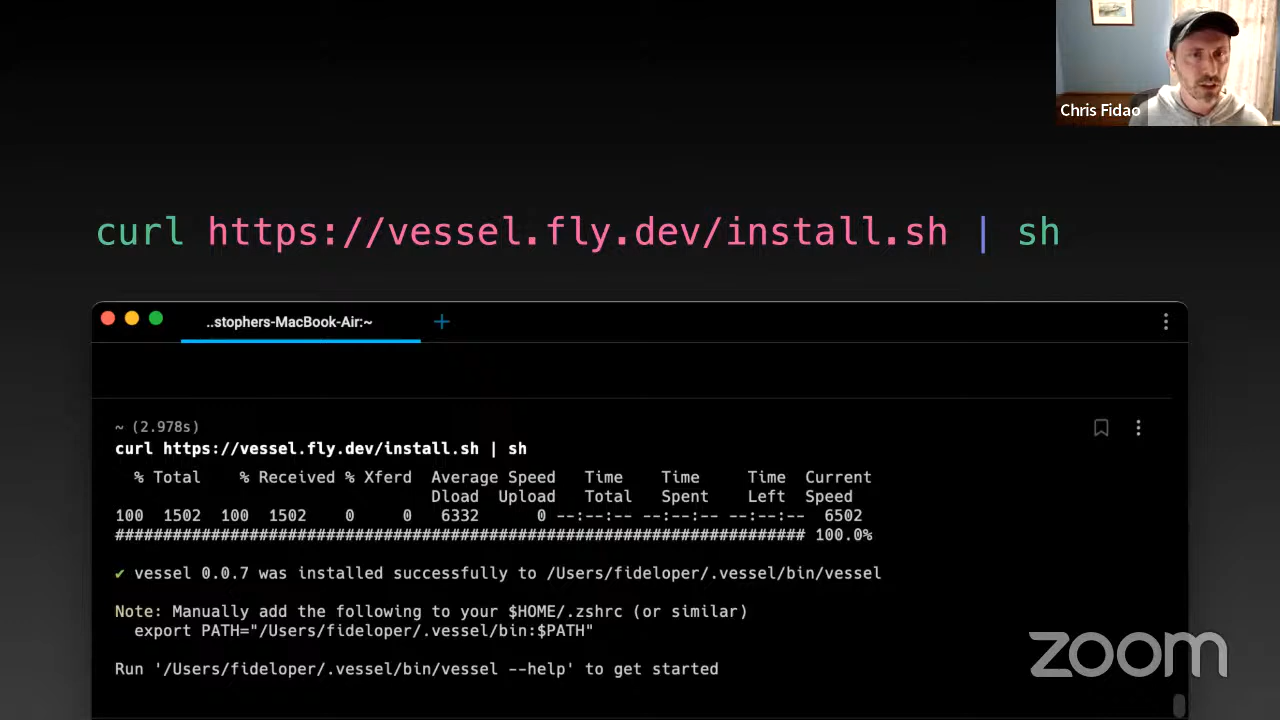 Chris Fidao
curl https://vessel.fly.dev/install.sh | sh
..stophers-MacBook-Air:~
~ (2.978s)
curl https://vessel.fly.dev/install.sh | sh
% Total % Received % Xferd Average Speed Time Time Time Current
Dload Upload Total Spent Left Speed
100 1502 100 1502 0 0 6332 0 --:--:-- --:--:-- --:--:-- 6502
######################################################################## 100.0%
✔ vessel 0.0.7 was installed successfully to /Users/fideloper/.vessel/bin/vessel
Note: Manually add the following to your $HOME/.zshrc (or similar)
export PATH="/Users/fideloper/.vessel/bin:$PATH"
Run '/Users/fideloper/.vessel/bin/vessel --help' to get started
zoom